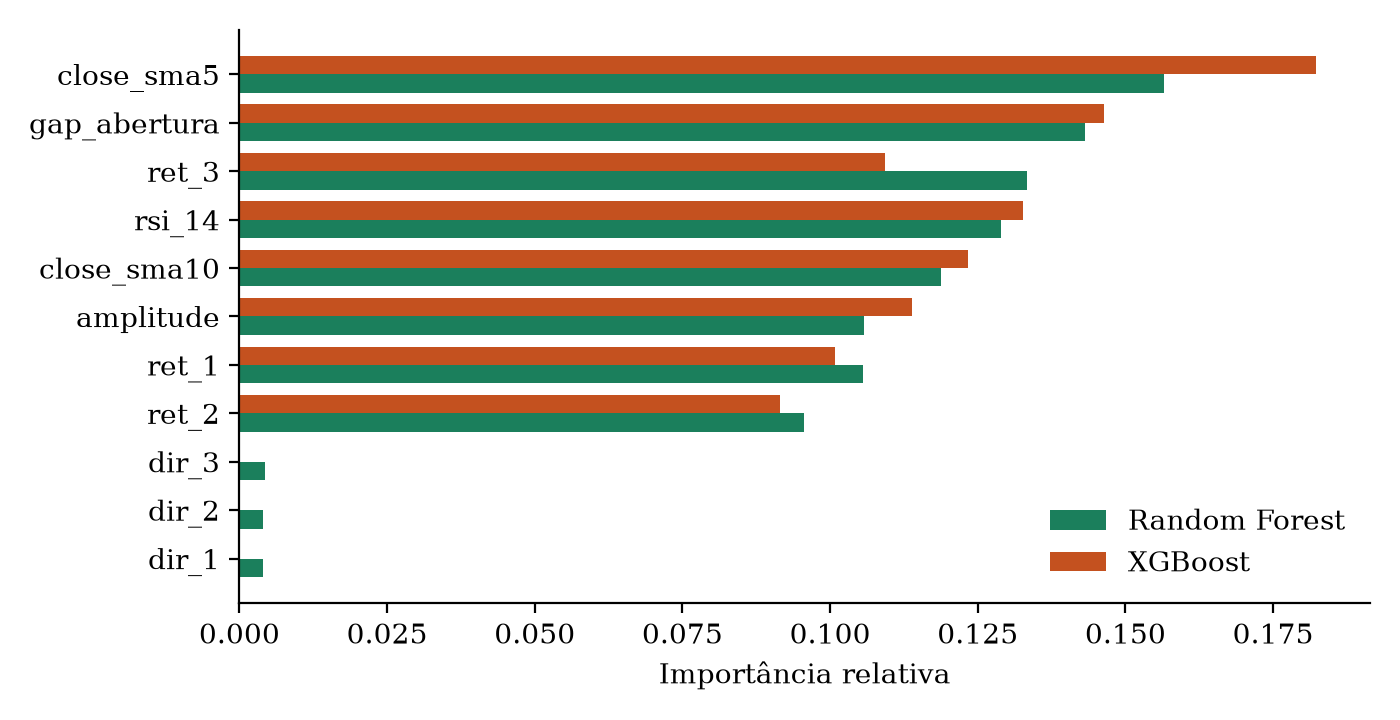 close_sma5
gap_abertura
ret_3
rsi_14
close_sma10
amplitude
ret_1
ret_2
dir_3
dir_2
dir_1
Random Forest
XGBoost
0.000 0.025 0.050 0.075 0.100 0.125 0.150 0.175
Importância relativa